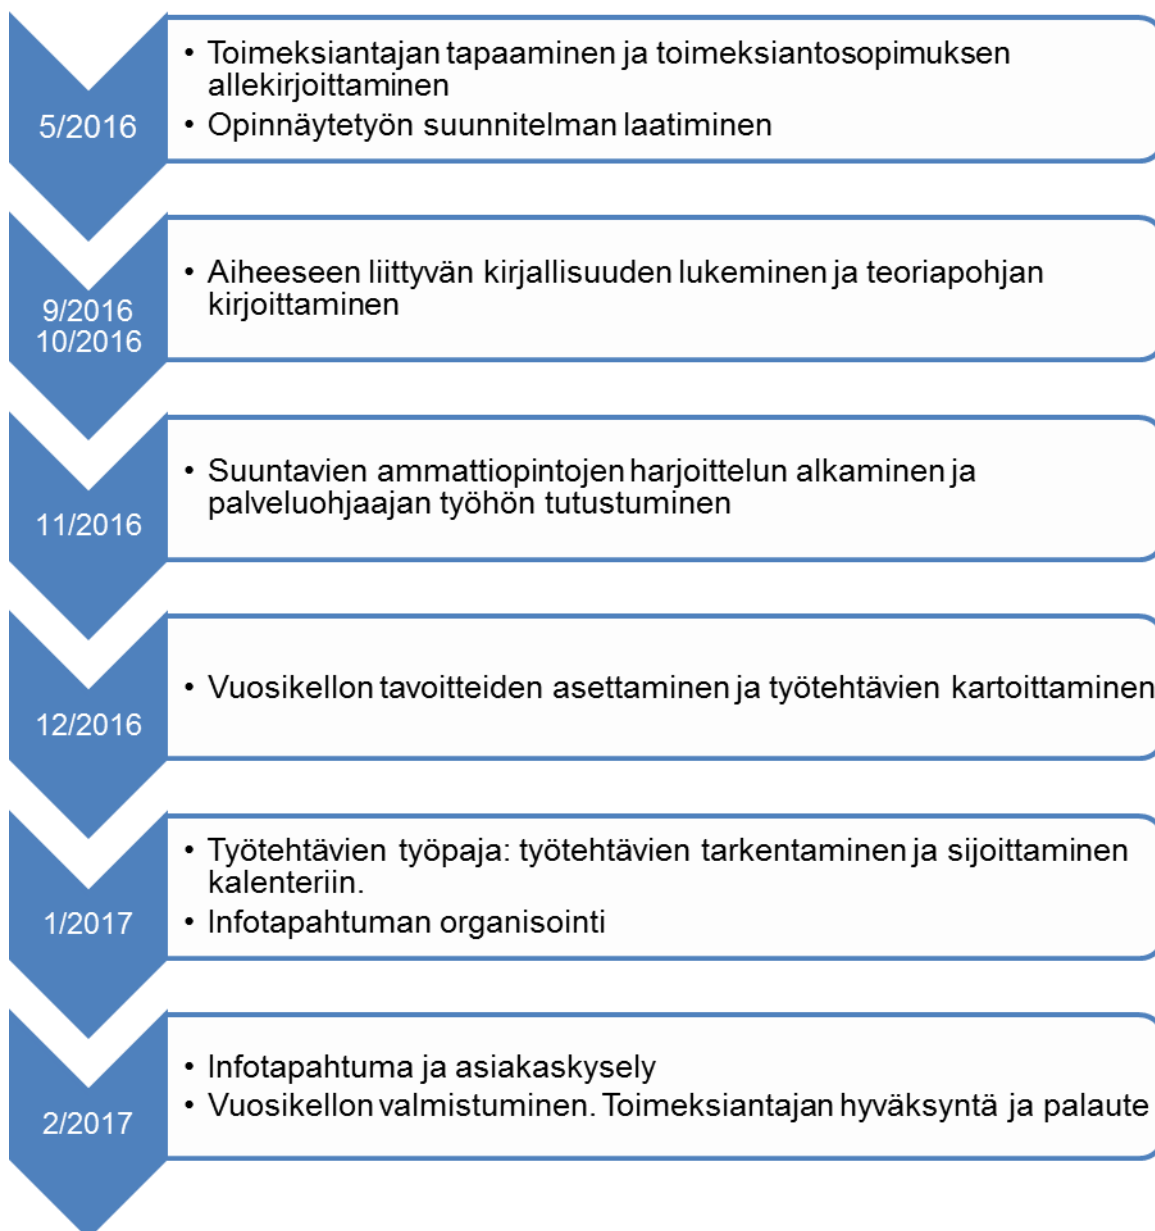 5/2016
• Toimeksiantajan tapaaminen ja toimeksiantosopimuksen
allekirjoittaminen
• Opinnäytetyön suunnitelman laatiminen
9/2016
10/2016
• Aiheeseen liittyvän kirjallisuuden lukeminen ja teoriapohjan
kirjoittaminen
11/2016
• Suuntavien ammattiopintojen harjoittelun alkaminen ja
palveluohjaajan työhön tutustuminen
12/2016
• Vuosikellon tavoitteiden asettaminen ja työtehtävien kartoittaminen
1/2017
• Työtehtävien työpaja: työtehtävien tarkentaminen ja sijoittaminen
kalenteriin.
• Infotapahtuman organisointi
2/2017
• Infotapahtuma ja asiakaskysely
• Vuosikellon valmistuminen. Toimeksiantajan hyväksyntä ja palaute